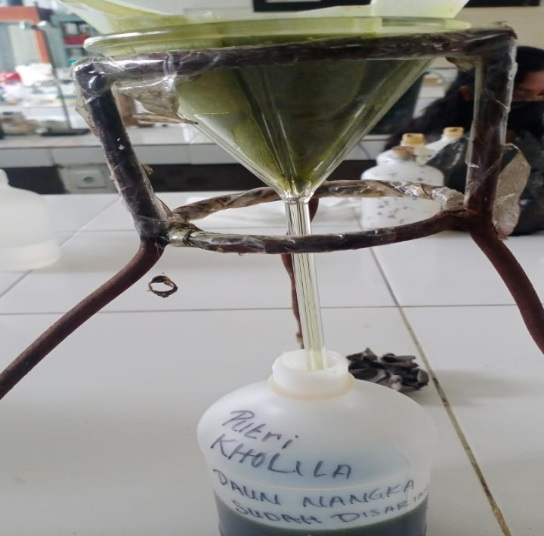 Putri
KHOLILA
DAUN NANGKA
SUDAH DISARING